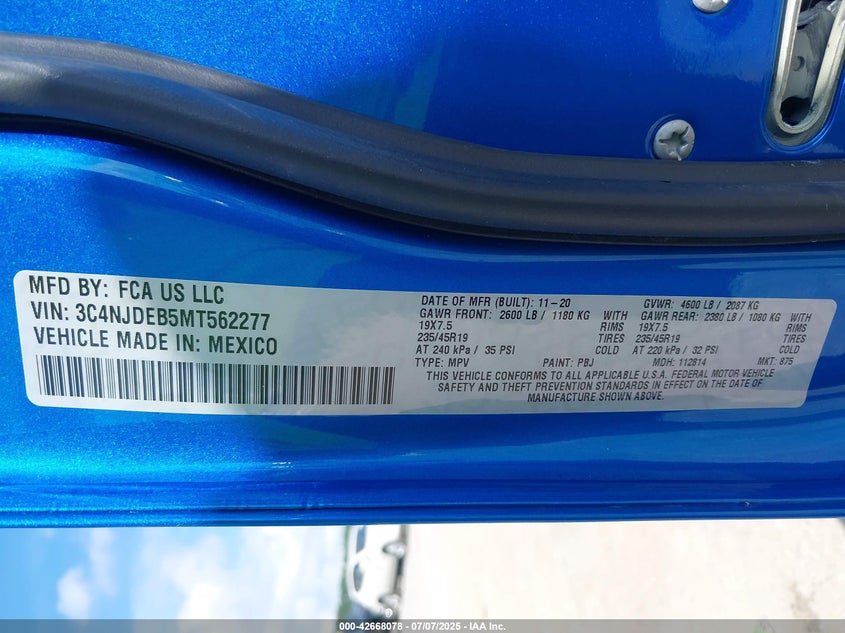 MFD BY: FCA US LLC
VIN: 3C4NJDEB5MT562277
VEHICLE MADE IN: MEXICO
DATE OF MFR (BUILT): 11-20 GVWR: 4600 LB / 2087 KG
GAWR FRONT: 2600 LB / 1180 KG WITH GAWR REAR: 2380 LB / 1080 KG WITH
19X7.5 RIMS 19X7.5 RIMS
235/45R19 TIRES 235/45R19 TIRES
AT 240 kPa / 35 PSI COLD AT 220 kPa / 32 PSI COLD
TYPE: MPV PAINT: PBJ MDH: 112814 MKT: 875
THIS VEHICLE CONFORMS TO ALL APPLICABLE U.S.A. FEDERAL MOTOR VEHICLE
SAFETY AND THEFT PREVENTION STANDARDS IN EFFECT ON THE DATE OF
MANUFACTURE SHOWN ABOVE.
000-42668078 - 07/07/2025 - IAA Inc.